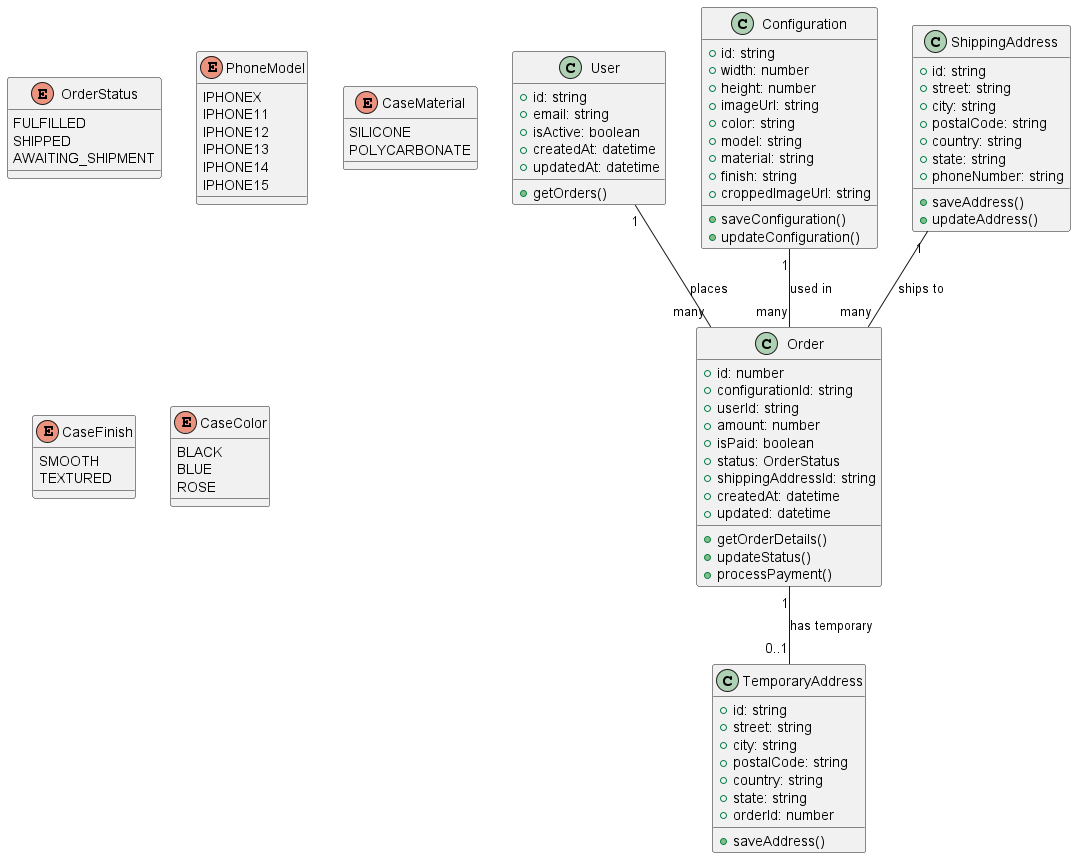 E OrderStatus
FULFILLED
SHIPPED
AWAITING_SHIPMENT
E PhoneModel
IPHONEX
IPHONE11
IPHONE12
IPHONE13
IPHONE14
IPHONE15
E CaseMaterial
SILICONE
POLYCARBONATE
C User
id: string
email: string
isActive: boolean
createdAt: datetime
updatedAt: datetime
getOrders()
C Configuration
id: string
width: number
height: number
imageUrl: string
color: string
model: string
material: string
finish: string
croppedImageUrl: string
saveConfiguration()
updateConfiguration()
C ShippingAddress
id: string
street: string
city: string
postalCode: string
country: string
state: string
phoneNumber: string
saveAddress()
updateAddress()
1
places
many
1
used in
many
1
ships to
many
E CaseFinish
SMOOTH
TEXTURED
E CaseColor
BLACK
BLUE
ROSE
C Order
id: number
configurationId: string
userId: string
amount: number
isPaid: boolean
status: OrderStatus
shippingAddressId: string
createdAt: datetime
updated: datetime
getOrderDetails()
updateStatus()
processPayment()
1
has temporary
0..1
C TemporaryAddress
id: string
street: string
city: string
postalCode: string
country: string
state: string
orderId: number
saveAddress()